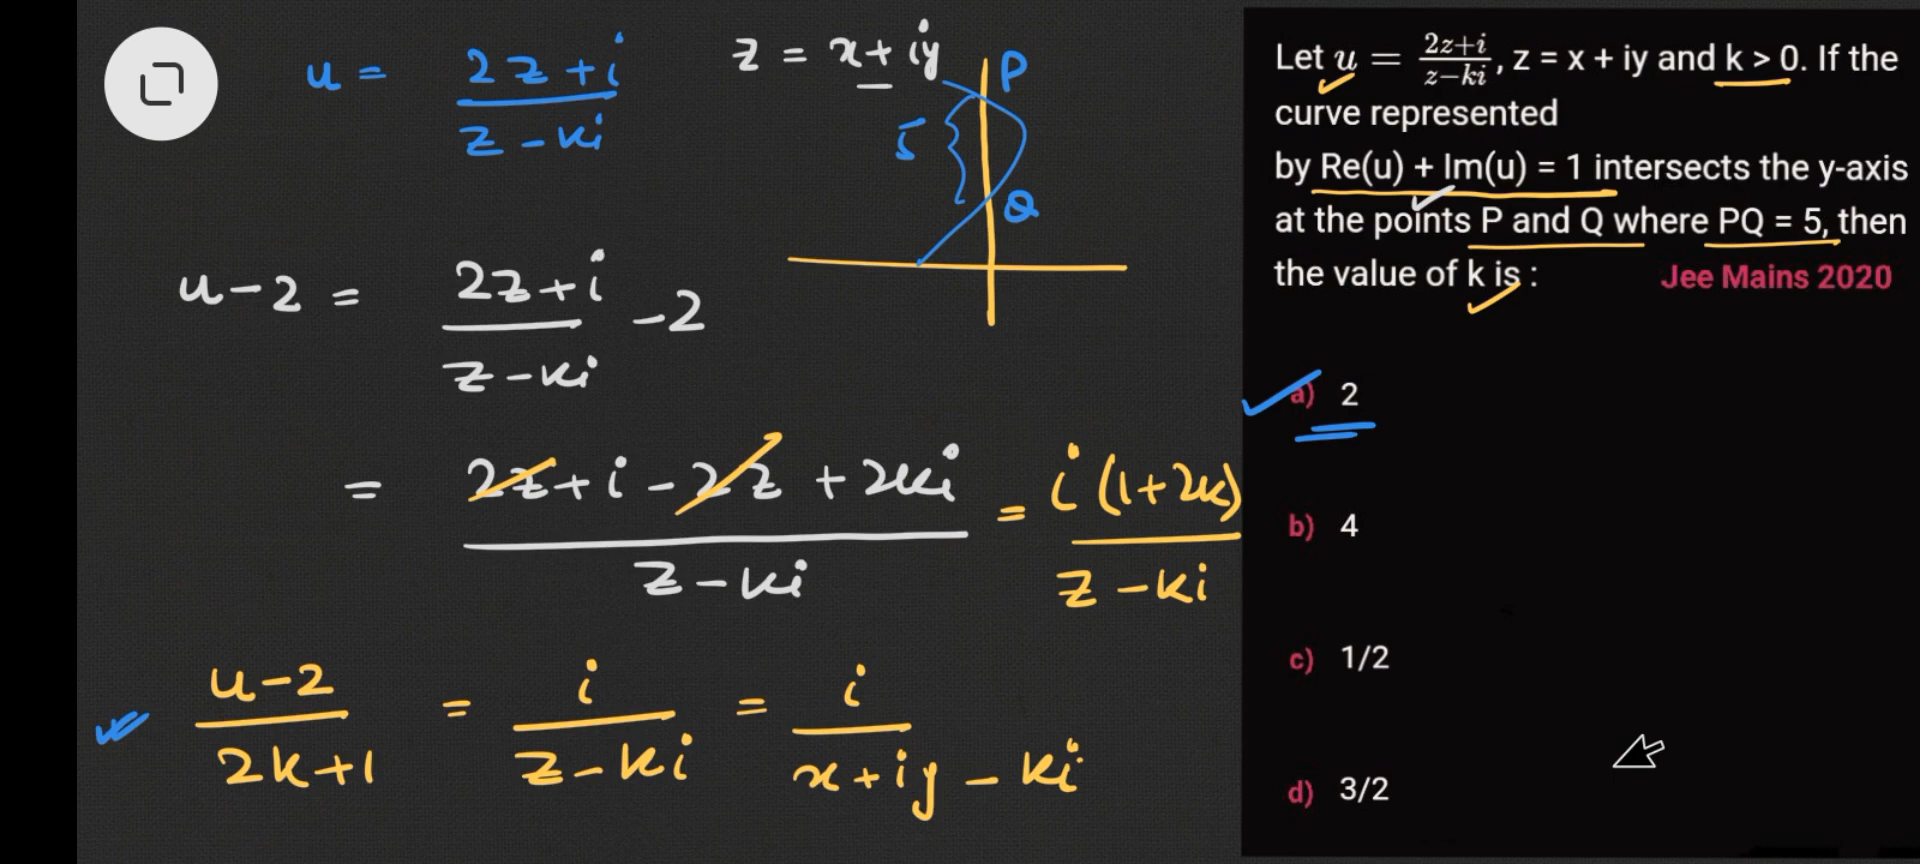 u = (2z+i)/(z-ki)
z = x+iy
P
5
Q
u-2 = (2z+i)/(z-ki) -2
= (2z+i-2z+2ki)/(z-ki) = i(1+2k)/(z-ki)
(u-2)/(2k+1) = i/(z-ki) = i/(x+iy-ki)
Let u = (2z+i)/(z−ki), z = x + iy and k > 0. If the
curve represented
by Re(u) + Im(u) = 1 intersects the y-axis
at the points P and Q where PQ = 5, then
the value of k is : Jee Mains 2020
a) 2
b) 4
c) 1/2
d) 3/2